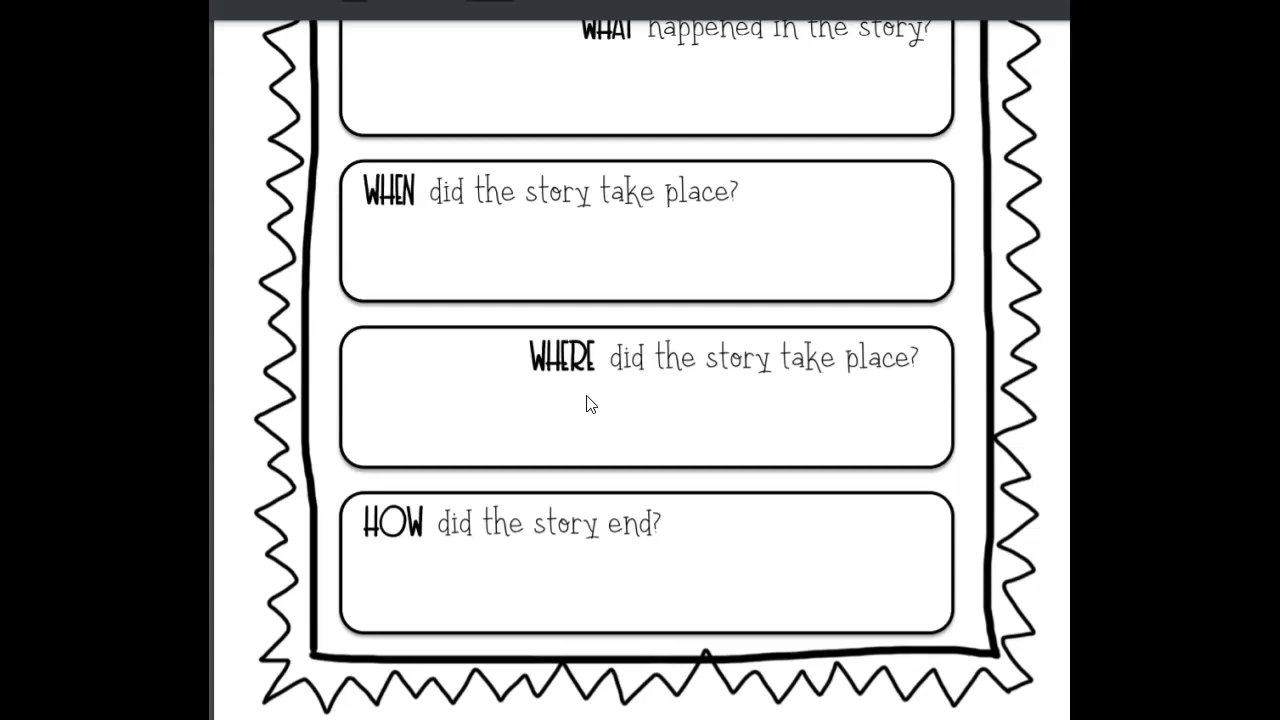 WHAT happened in the story?
WHEN did the story take place?
WHERE did the story take place?
HOW did the story end?